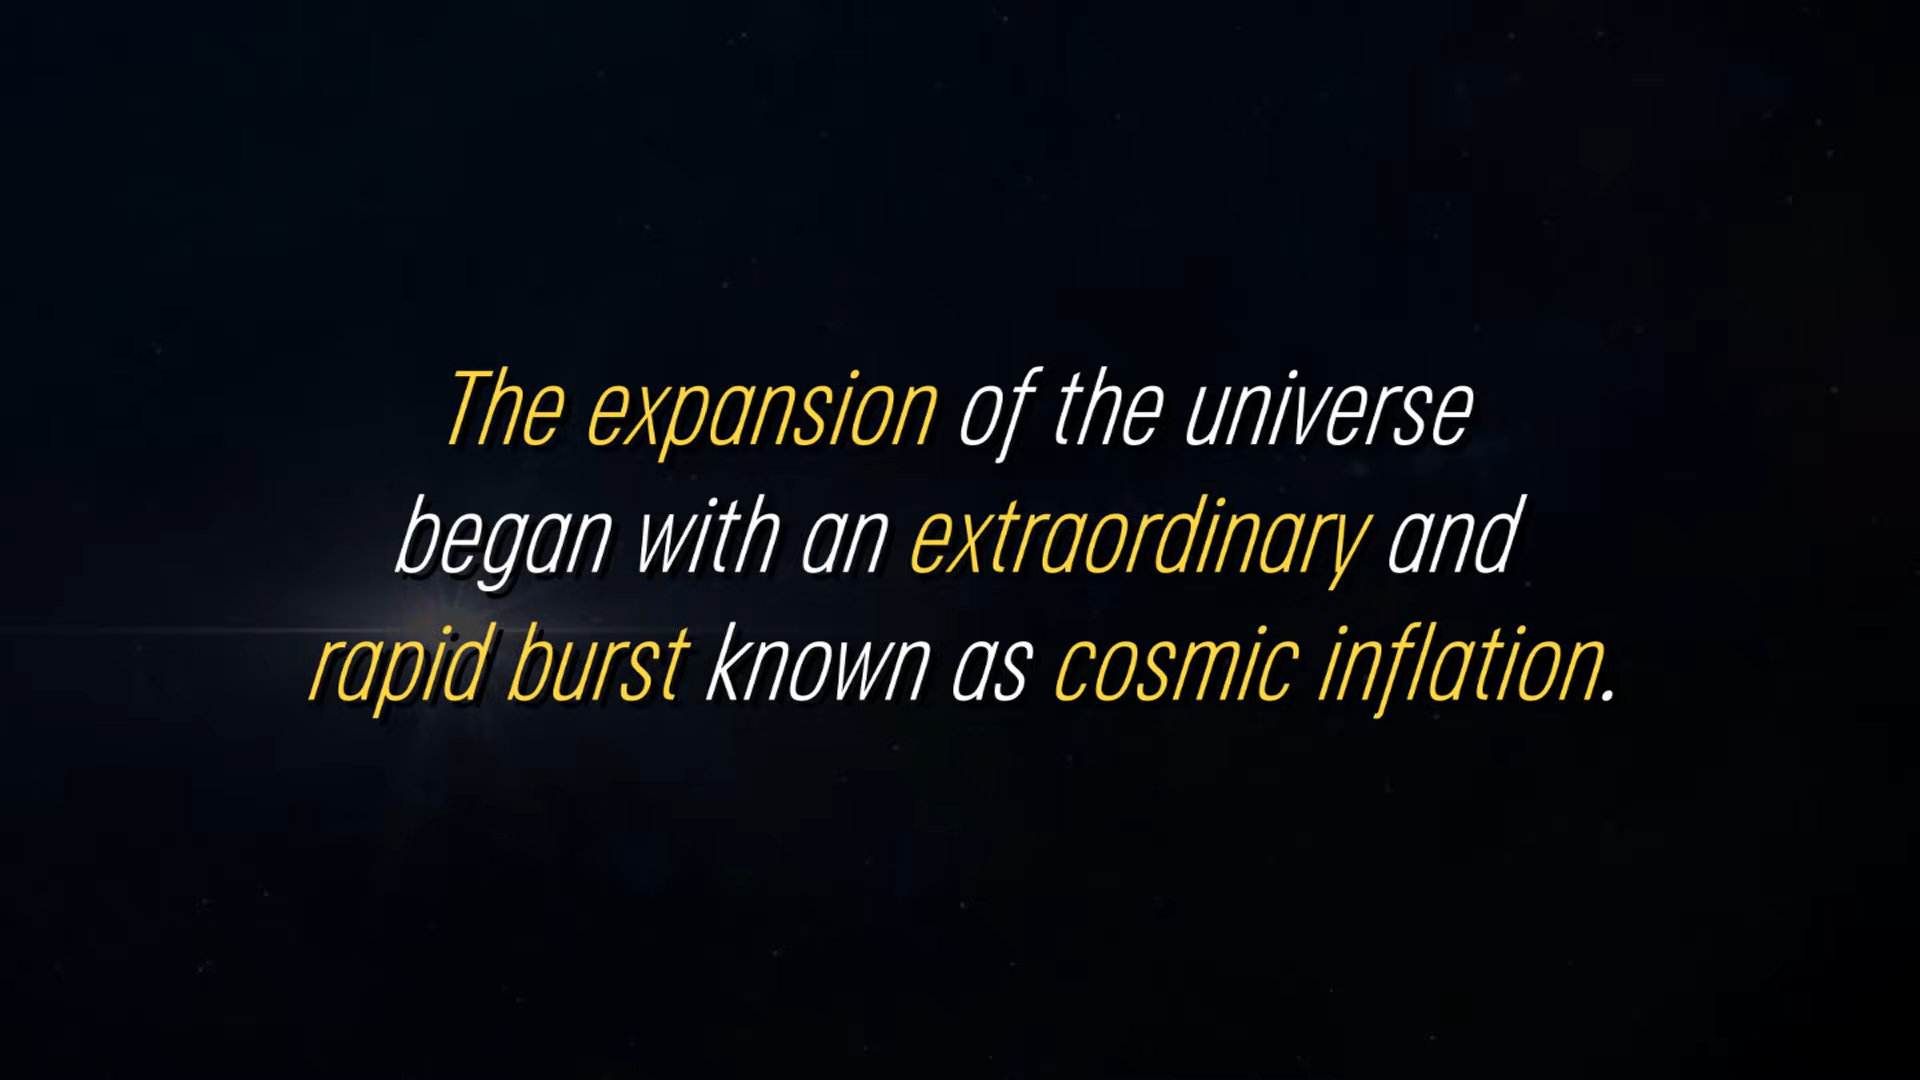 The expansion of the universe
began with an extraordinary and
rapid burst known as cosmic inflation.